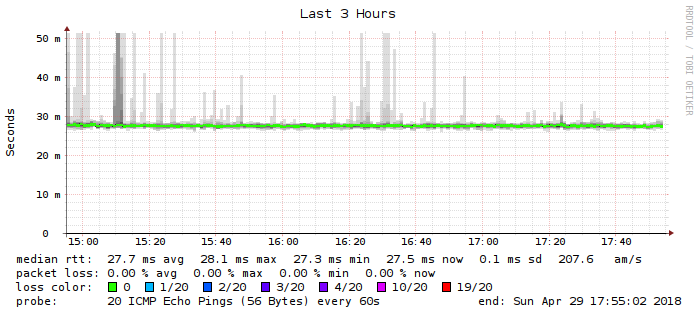 Last 3 Hours
RRDTOOL / TOBI OETIKER
Seconds
50 m
40 m
30 m
20 m
10 m
0
15:00 15:20 15:40 16:00 16:20 16:40 17:00 17:20 17:40
median rtt: 27.7 ms avg 28.1 ms max 27.3 ms min 27.5 ms now 0.1 ms sd 207.6 am/s
packet loss: 0.00 % avg 0.00 % max 0.00 % min 0.00 % now
loss color: 0 1/20 2/20 3/20 4/20 10/20 19/20
probe: 20 ICMP Echo Pings (56 Bytes) every 60s end: Sun Apr 29 17:55:02 2018